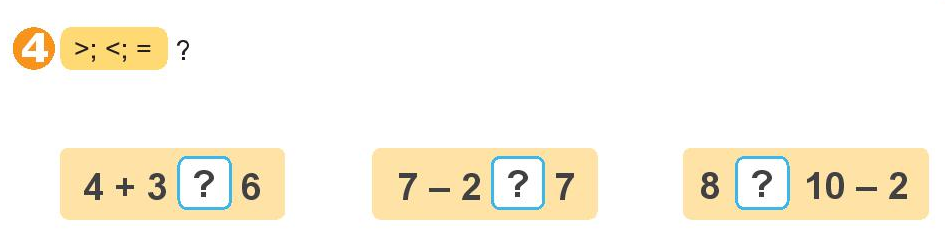 4 >; <; = ?
4 + 3 ? 6 7 – 2 ? 7 8 ? 10 – 2